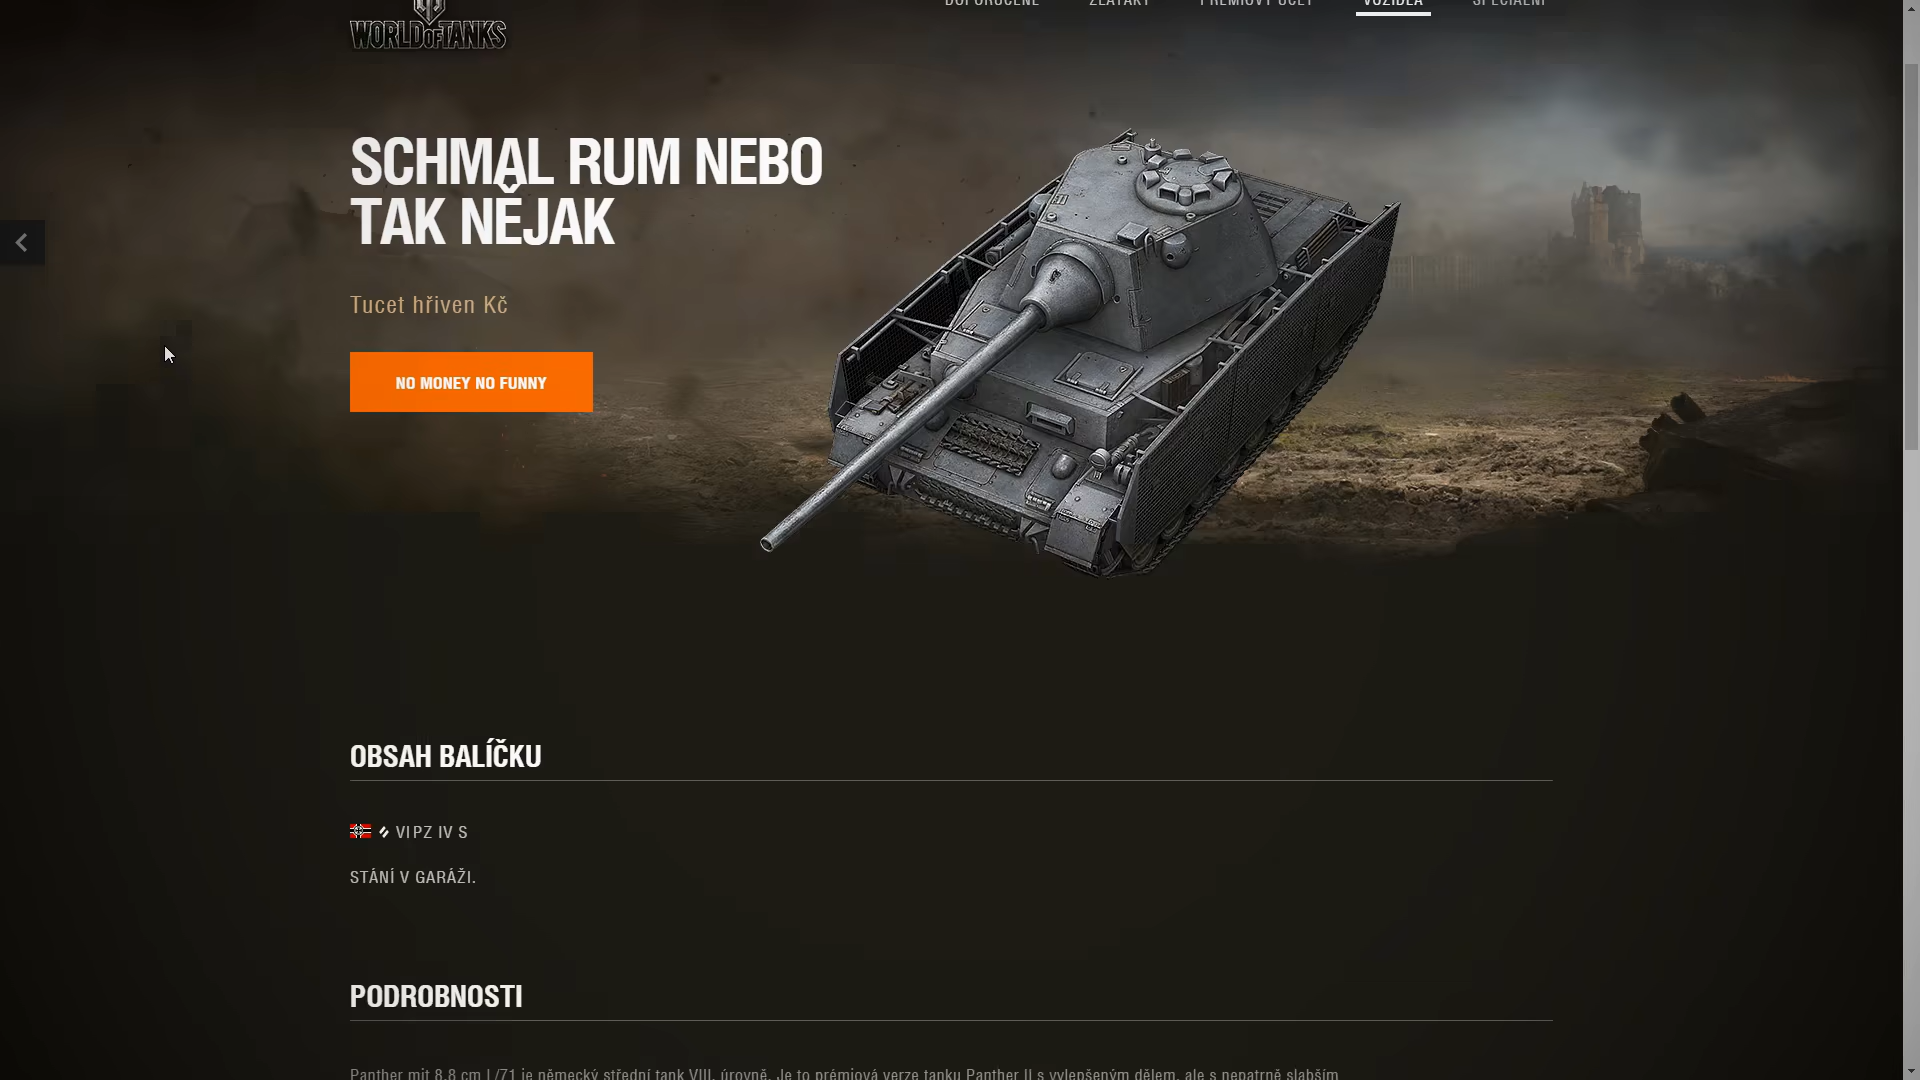 DOPORUČENÉ ZLAŤÁKY PRÉMIOVÝ ÚČET VOZIDLA SPECIÁLNÍ
WORLD OF TANKS
SCHMAL RUM NEBO
TAK NĚJAK
Tucet hřiven Kč
NO MONEY NO FUNNY
OBSAH BALÍČKU
VI PZ IV S
STÁNÍ V GARÁŽI.
PODROBNOSTI
Panther mit 8,8 cm L/71 je německý střední tank VIII. úrovně. Je to prémiová verze tanku Panther II s vylepšeným dělem, ale s nepatrně slabším